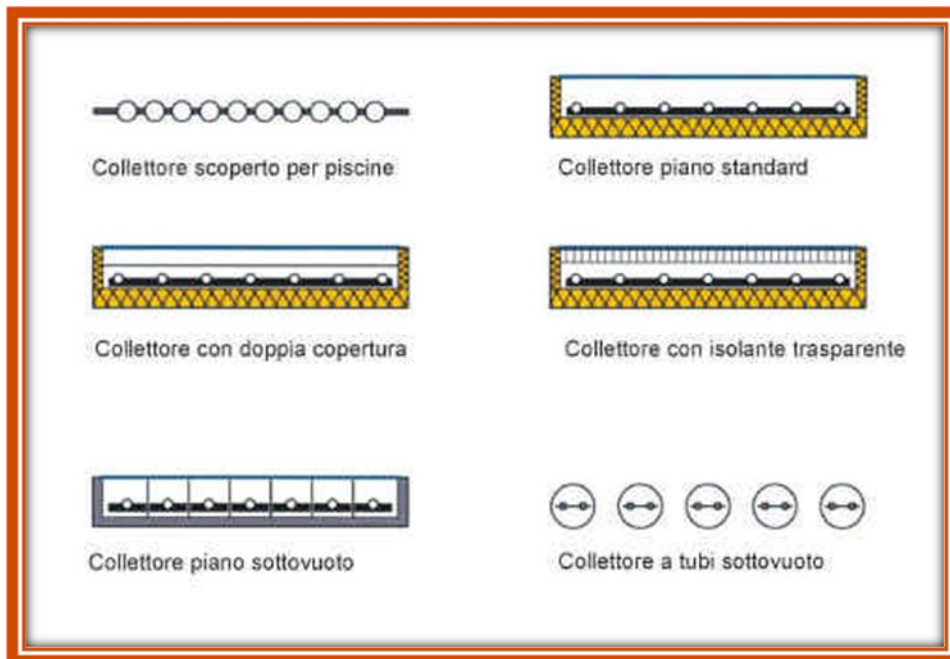 Collettore scoperto per piscine
Collettore piano standard
Collettore con doppia copertura
Collettore con isolante trasparente
Collettore piano sottovuoto
Collettore a tubi sottovuoto